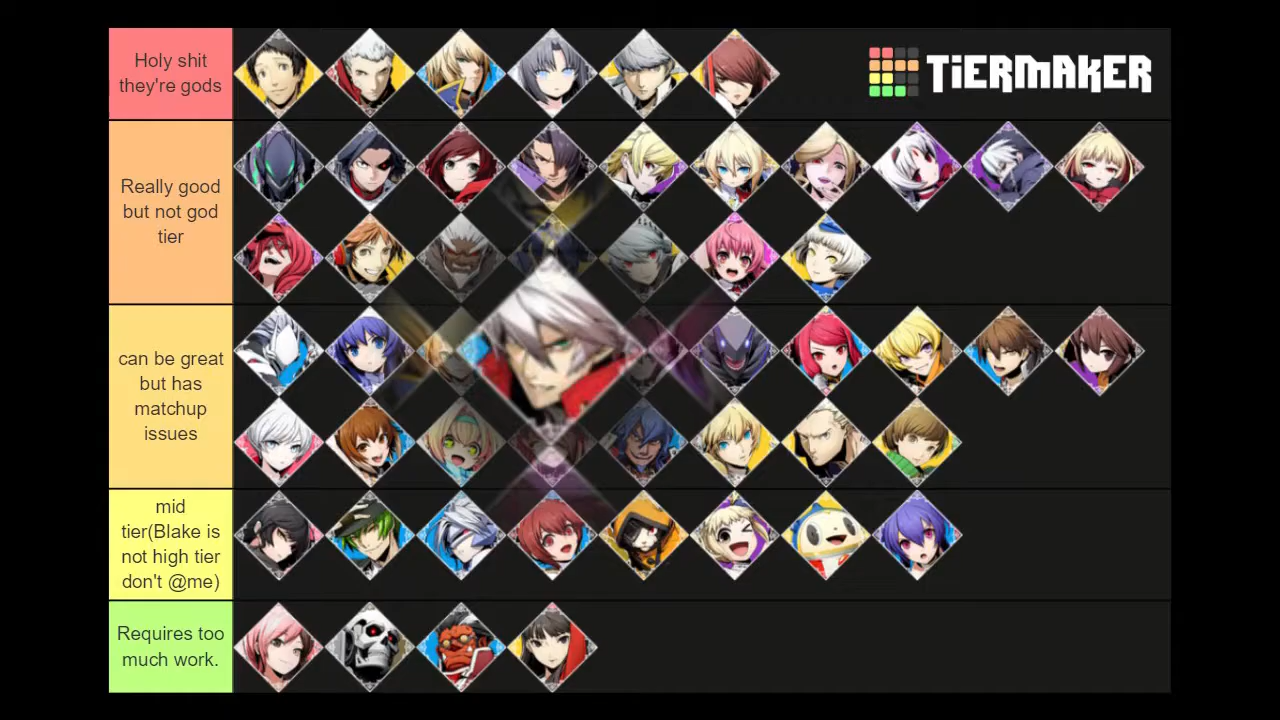 Holy shit
they're gods
TiERMAKER
Really good
but not god
tier
can be great
but has
matchup
issues
mid
tier(Blake is
not high tier
don't @me)
Requires too
much work.